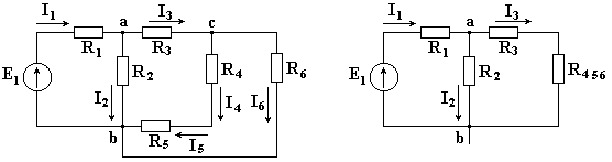 I1 a I3 c
R1 R3
E1 R2 R4 R6
I2 I4 I6
b R5 I5
I1 a I3
R1 R3
E1 R2 R456
I2
b